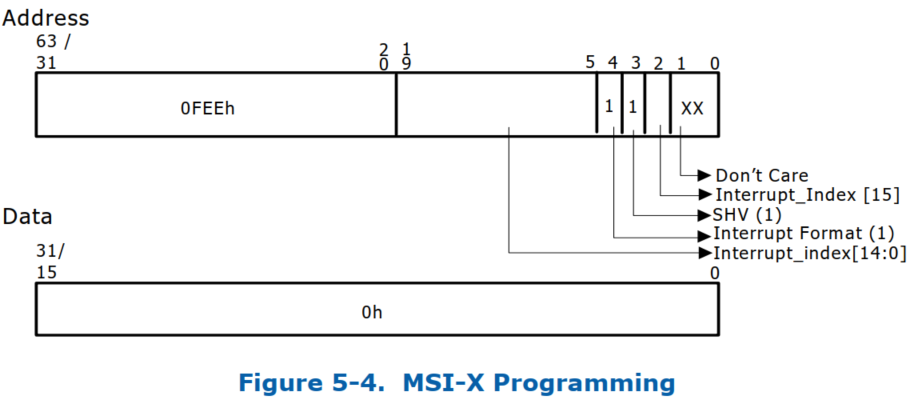 Address
63 /
31
2 1
0 9
5 4 3 2 1 0
0FEEh
1 1 XX
Don't Care
Interrupt_Index [15]
SHV (1)
Interrupt Format (1)
Interrupt_index[14:0]
Data
31/
15
0
0h
Figure 5-4. MSI-X Programming